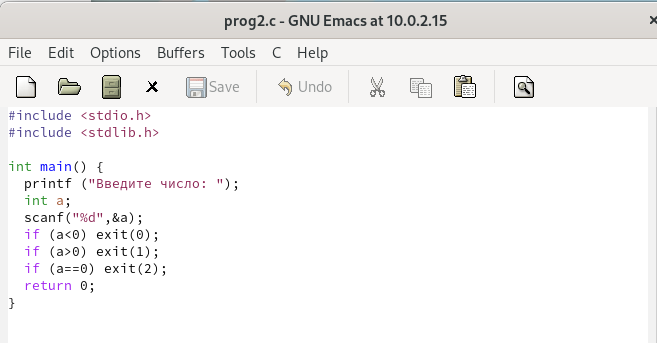 prog2.c - GNU Emacs at 10.0.2.15
File Edit Options Buffers Tools C Help
Save Undo
#include <stdio.h>
#include <stdlib.h>
int main() {
  printf ("Введите число: ");
  int a;
  scanf("%d",&a);
  if (a<0) exit(0);
  if (a>0) exit(1);
  if (a==0) exit(2);
  return 0;
}